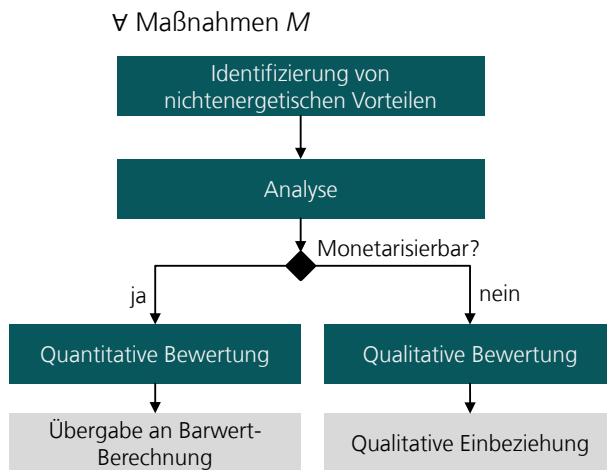 ∀ Maßnahmen M
Identifizierung von
nichtenergetischen Vorteilen
Analyse
Monetarisierbar?
ja
nein
Quantitative Bewertung
Qualitative Bewertung
Übergabe an Barwert-
Berechnung
Qualitative Einbeziehung